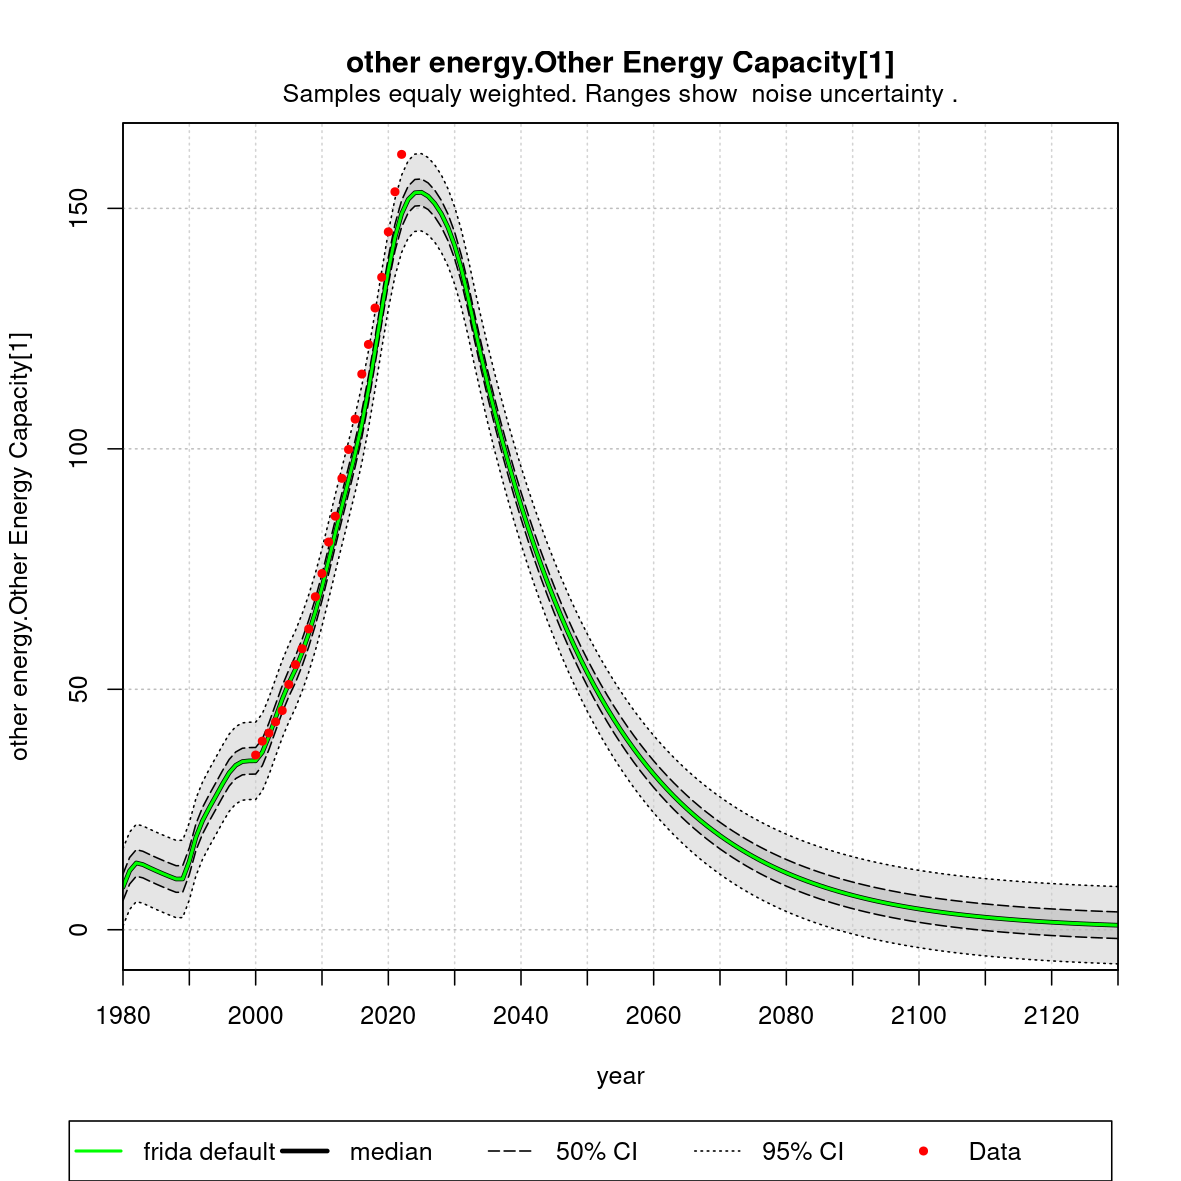 other energy.Other Energy Capacity[1]
Samples equaly weighted. Ranges show  noise uncertainty .
other energy.Other Energy Capacity[1]
150
100
50
0
1980 2000 2020 2040 2060 2080 2100 2120
year
frida default median 50% CI 95% CI Data